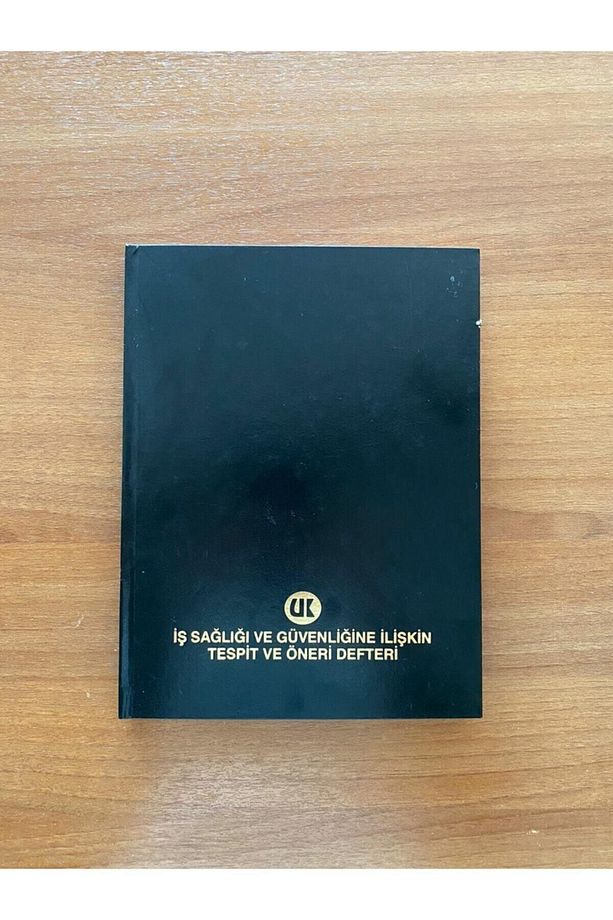 UK
İŞ SAĞLIĞI VE GÜVENLİĞİNE İLİŞKİN
TESPİT VE ÖNERİ DEFTERİ